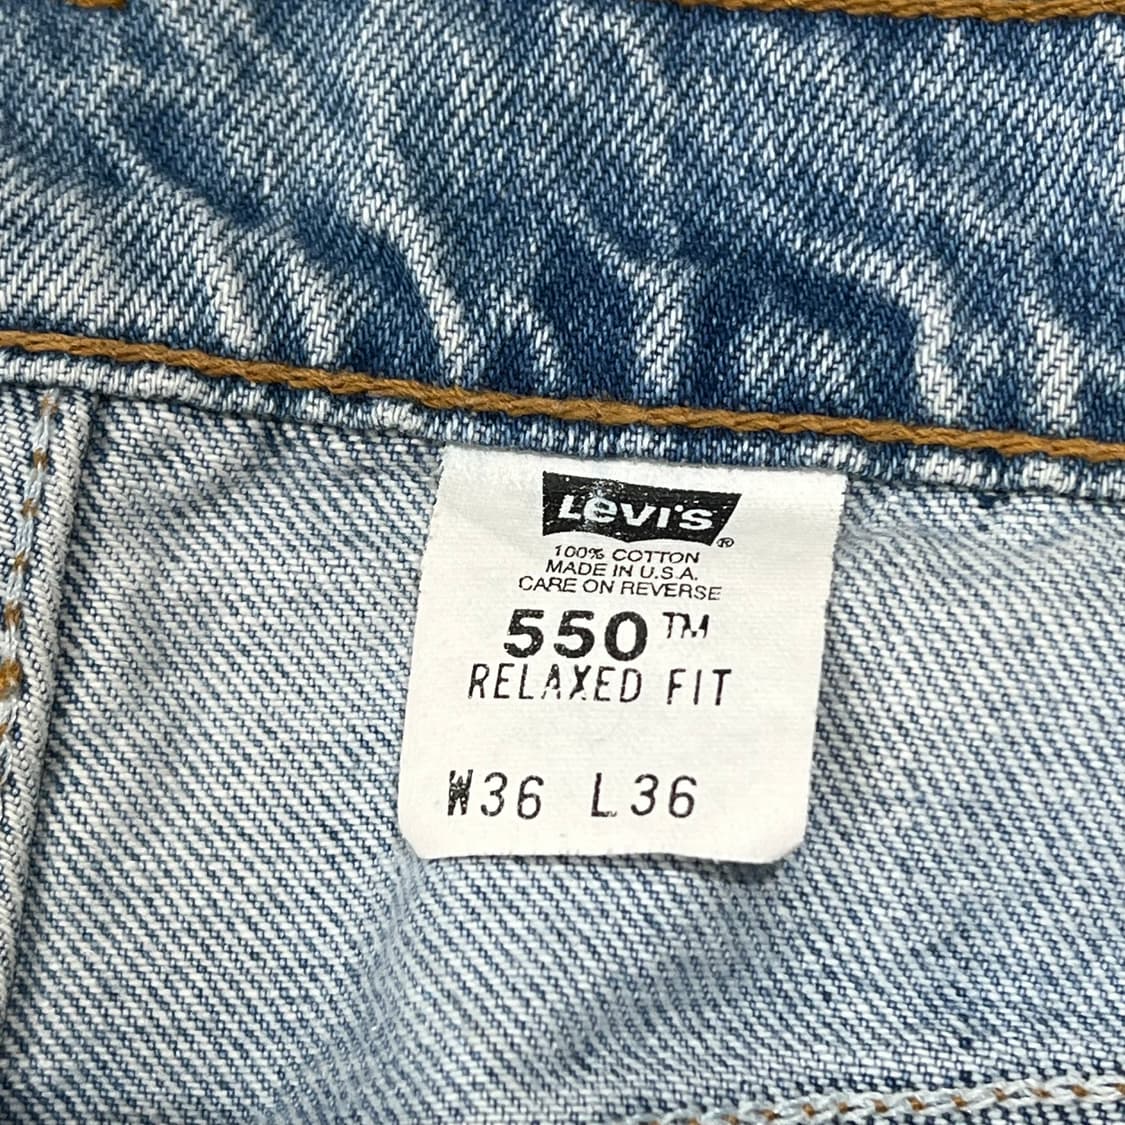 Levi's®
100% COTTON
MADE IN U.S.A.
CARE ON REVERSE
550™
RELAXED FIT
W36 L36